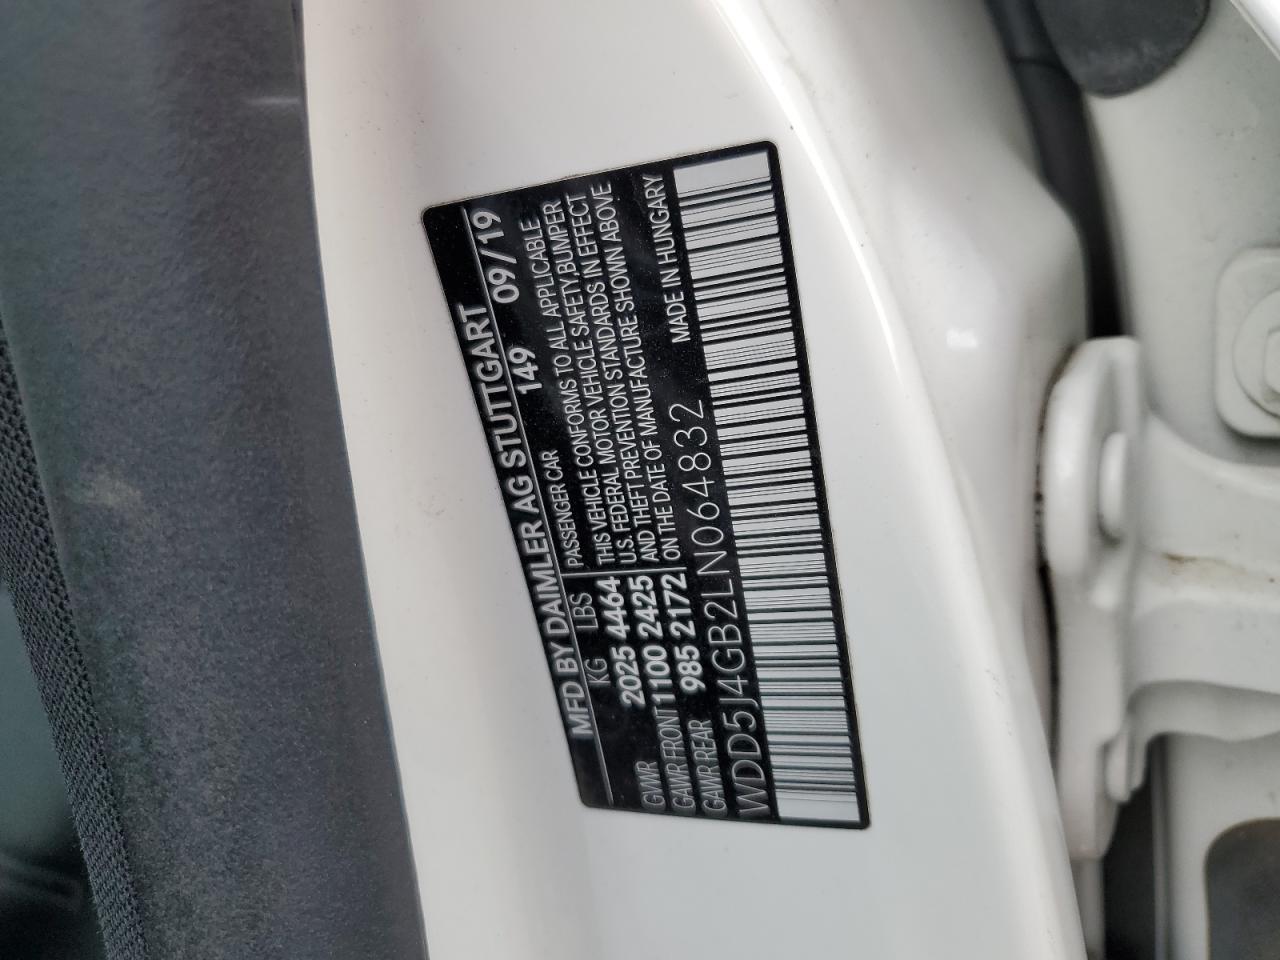 MFD BY DAIMLER AG STUTTGART
149 09/19
KG LBS
GVWR 2025 4464
GAWR FRONT 1100 2425
GAWR REAR 985 2172
PASSENGER CAR
THIS VEHICLE CONFORMS TO ALL APPLICABLE
U.S. FEDERAL MOTOR VEHICLE SAFETY,BUMPER
AND THEFT PREVENTION STANDARDS IN EFFECT
ON THE DATE OF MANUFACTURE SHOWN ABOVE
MADE IN HUNGARY
WDD5J4GB2LN064832